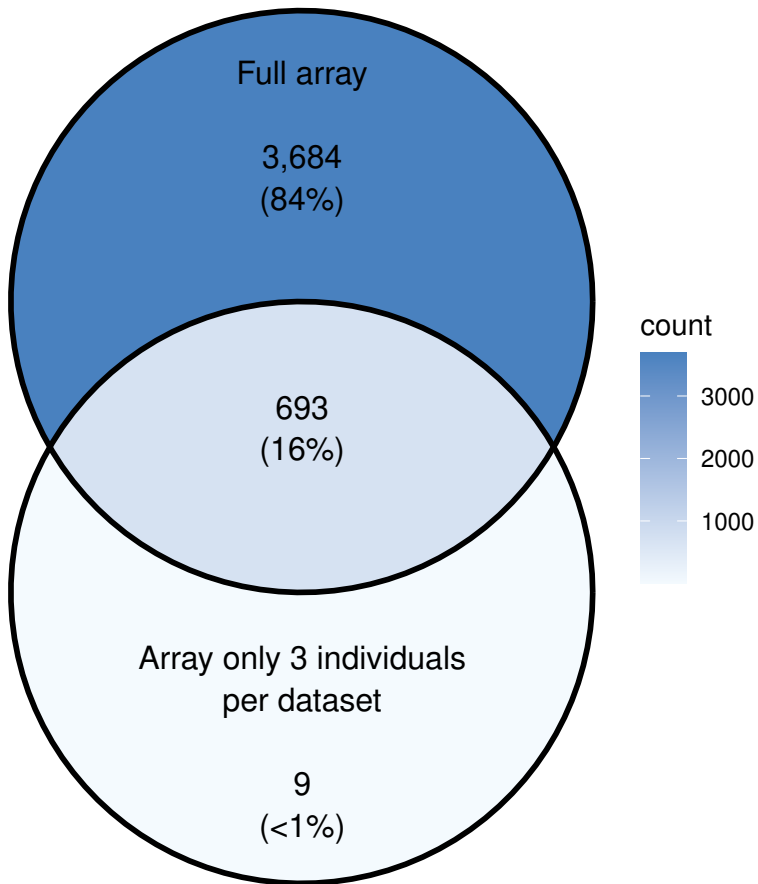 Full array
3,684
(84%)
693
(16%)
Array only 3 individuals
per dataset
9
(<1%)
count
3000
2000
1000